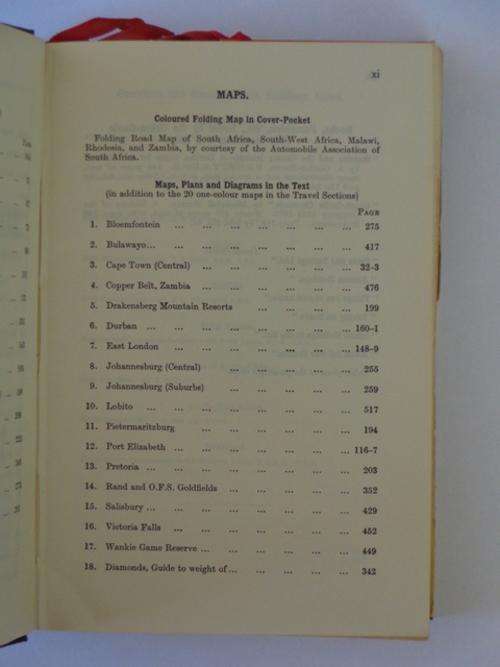 xi
MAPS.
Coloured Folding Map in Cover-Pocket
Folding Road Map of South Africa, South-West Africa, Malawi,
Rhodesia, and Zambia, by courtesy of the Automobile Association of
South Africa.
Maps, Plans and Diagrams in the Text
(in addition to the 20 one-colour maps in the Travel Sections)
PAGE
1. Bloemfontein ... ... ... ... ... ... ... 275
2. Bulawayo... ... ... ... ... ... ... ... 417
3. Cape Town (Central) ... ... ... ... ... ... 32-3
4. Copper Belt, Zambia ... ... ... ... ... ... 476
5. Drakensberg Mountain Resorts ... ... ... ... 199
6. Durban ... ... ... ... ... ... ... ... 160-1
7. East London ... ... ... ... ... ... ... 148-9
8. Johannesburg (Central) ... ... ... ... ... 255
9. Johannesburg (Suburbs) ... ... ... ... ... 259
10. Lobito ... ... ... ... ... ... ... ... 517
11. Pietermaritzburg ... ... ... ... ... ... 194
12. Port Elizabeth ... ... ... ... ... ... ... 116-7
13. Pretoria ... ... ... ... ... ... ... ... 203
14. Rand and O.F.S. Goldfields ... ... ... ... ... 352
15. Salisbury ... ... ... ... ... ... ... ... 429
16. Victoria Falls ... ... ... ... ... ... ... 452
17. Wankie Game Reserve ... ... ... ... ... ... 449
18. Diamonds, Guide to weight of ... ... ... ... ... 342